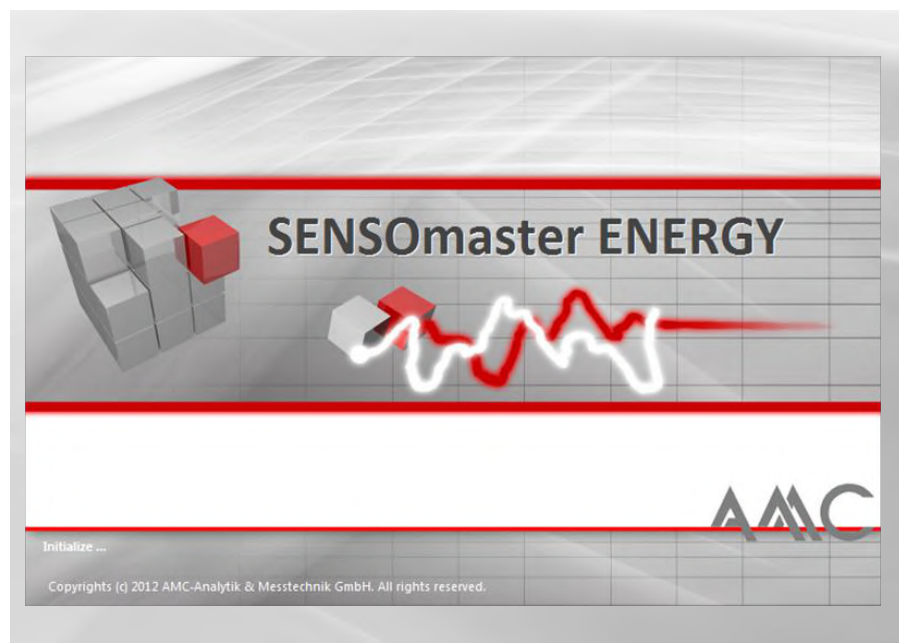 SENSOmaster ENERGY
AMC
Initialize ...
Copyrights (c) 2012 AMC-Analytik & Messtechnik GmbH. All rights reserved.